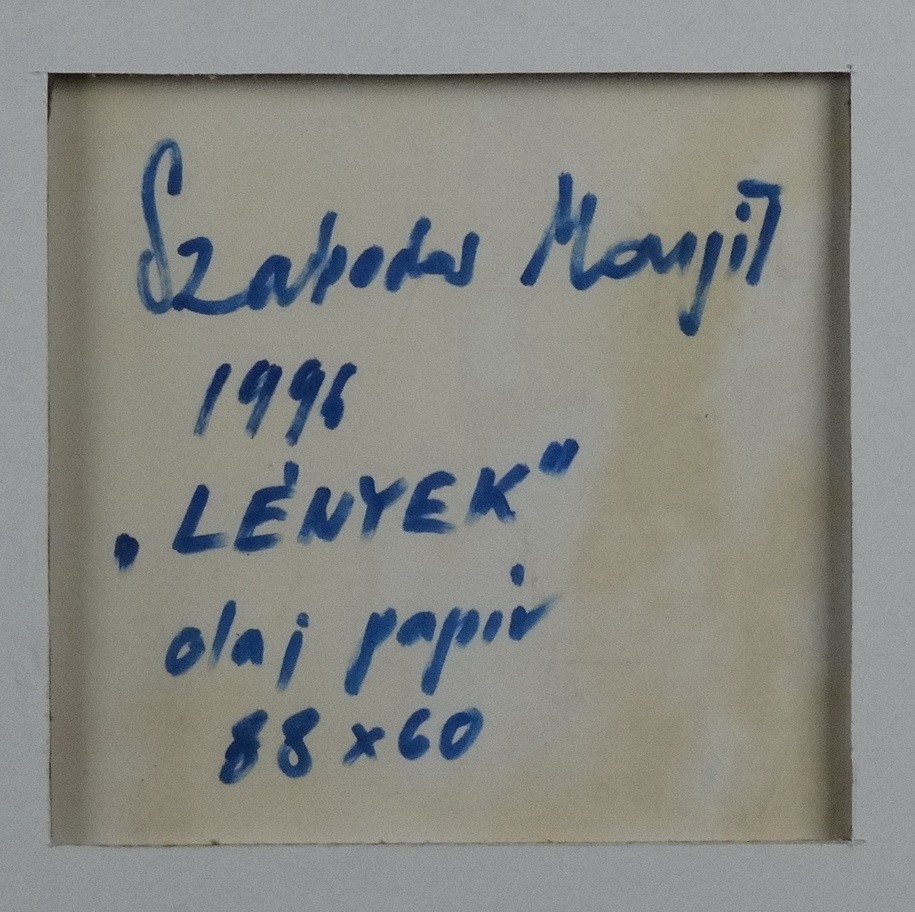 Szabados Margit
1996
„LÉNYEK"
olaj papír
88x60